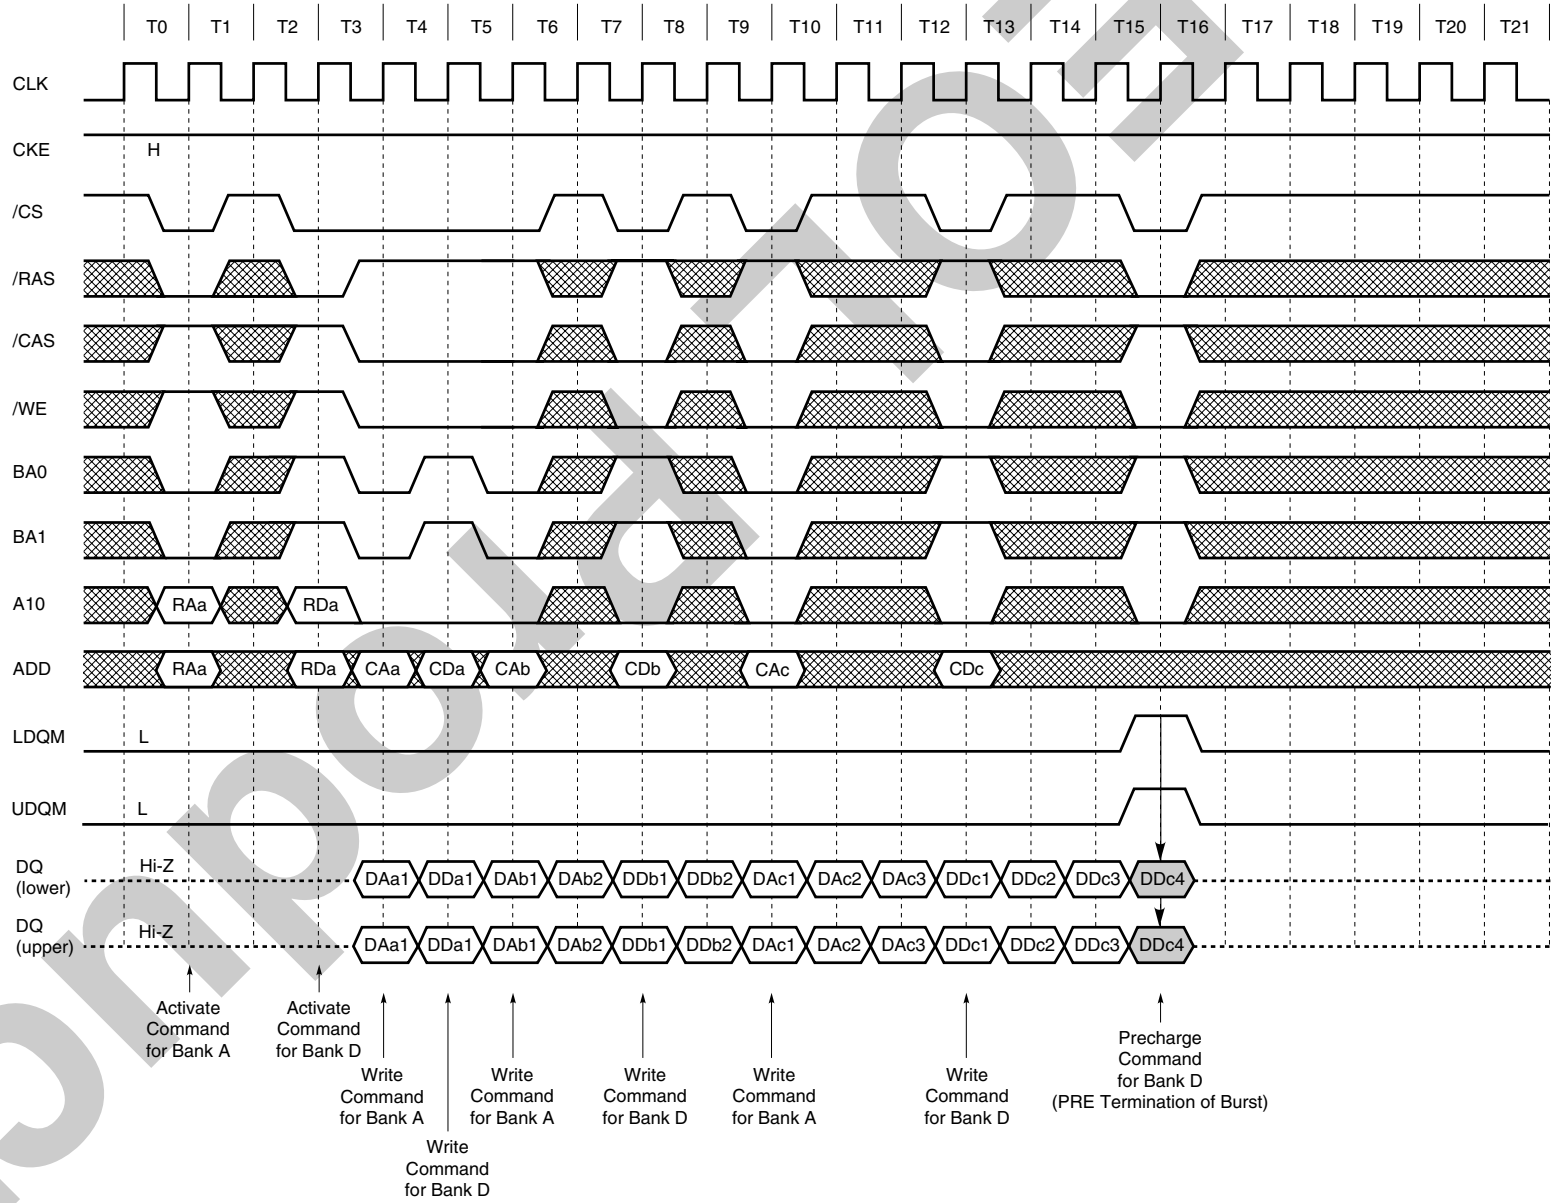 T0 T1 T2 T3 T4 T5 T6 T7 T8 T9 T10 T11 T12 T13 T14 T15 T16 T17 T18 T19 T20 T21
CLK
CKE H
/CS
/RAS
/CAS
/WE
BA0
BA1
A10 RAa RDa
ADD RAa RDa CAa CDa CAb CDb CAc CDc
LDQM L
UDQM L
DQ
(lower) Hi-Z DAa1 DDa1 DAb1 DAb2 DDb1 DDb2 DAc1 DAc2 DAc3 DDc1 DDc2 DDc3 DDc4
DQ
(upper) Hi-Z DAa1 DDa1 DAb1 DAb2 DDb1 DDb2 DAc1 DAc2 DAc3 DDc1 DDc2 DDc3 DDc4
Activate
Command
for Bank A
Activate
Command
for Bank D
Write
Command
for Bank A
Write
Command
for Bank D
Write
Command
for Bank A
Write
Command
for Bank D
Write
Command
for Bank A
Write
Command
for Bank D
Precharge
Command
for Bank D
(PRE Termination of Burst)
EOL Produc